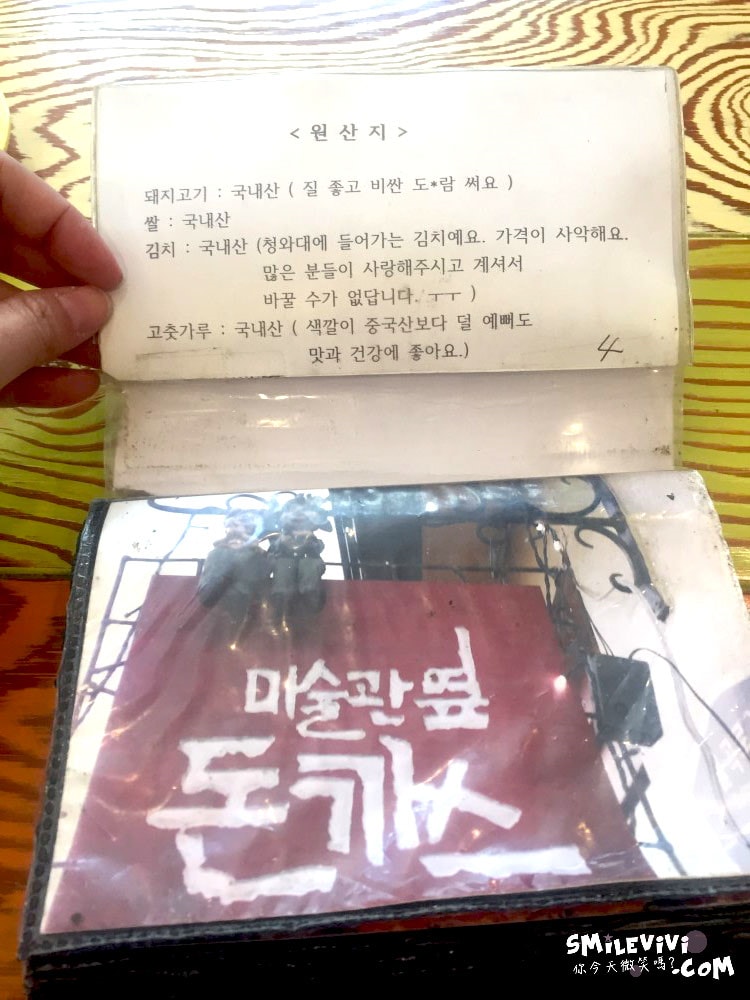 < 원 산 지 >
돼지고기 : 국내산 ( 질 좋고 비싼 도*람 써요 )
쌀 : 국내산
김치 : 국내산 (청와대에 들어가는 김치예요. 가격이 사악해요.
많은 분들이 사랑해주시고 계셔서
바꿀 수가 없답니다. ㅜㅜ )
고춧가루 : 국내산 ( 색깔이 중국산보다 덜 예뻐도
맛과 건강에 좋아요.)
4
미술관 옆
돈까스
SMiLEViVi
你今天微笑嗎?
.COM